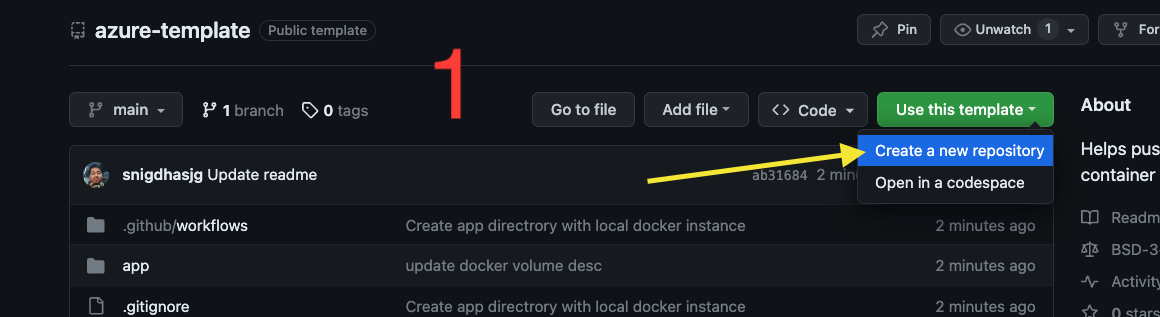 azure-template Public template Pin Unwatch 1 For
1
main 1 branch 0 tags Go to file Add file Code Use this template About
Create a new repository
Open in a codespace
Helps pus
container
snigdhasjg Update readme ab31684 2 minu
.github/workflows Create app directrory with local docker instance 2 minutes ago
app update docker volume desc 2 minutes ago
.gitignore Create app directrory with local docker instance 2 minutes ago
Readm
BSD-3-
Activity
0 stars